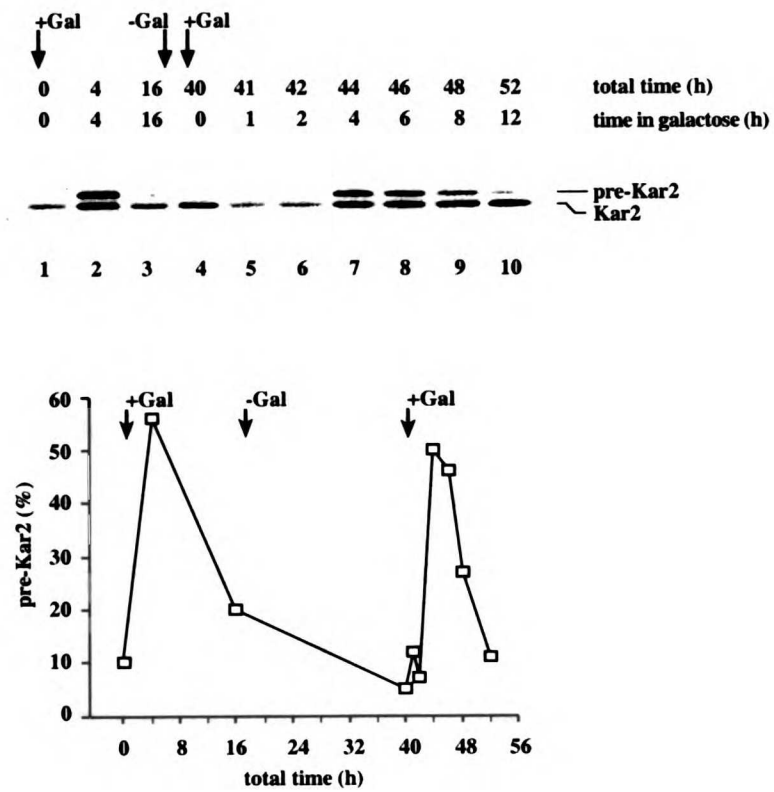 +Gal -Gal +Gal
0 4 16 40 41 42 44 46 48 52 total time (h)
0 4 16 0 1 2 4 6 8 12 time in galactose (h)
pre-Kar2
Kar2
1 2 3 4 5 6 7 8 9 10
60
50
40
30
20
10
0
pre-Kar2 (%)
+Gal -Gal +Gal
0 8 16 24 32 40 48 56
total time (h)